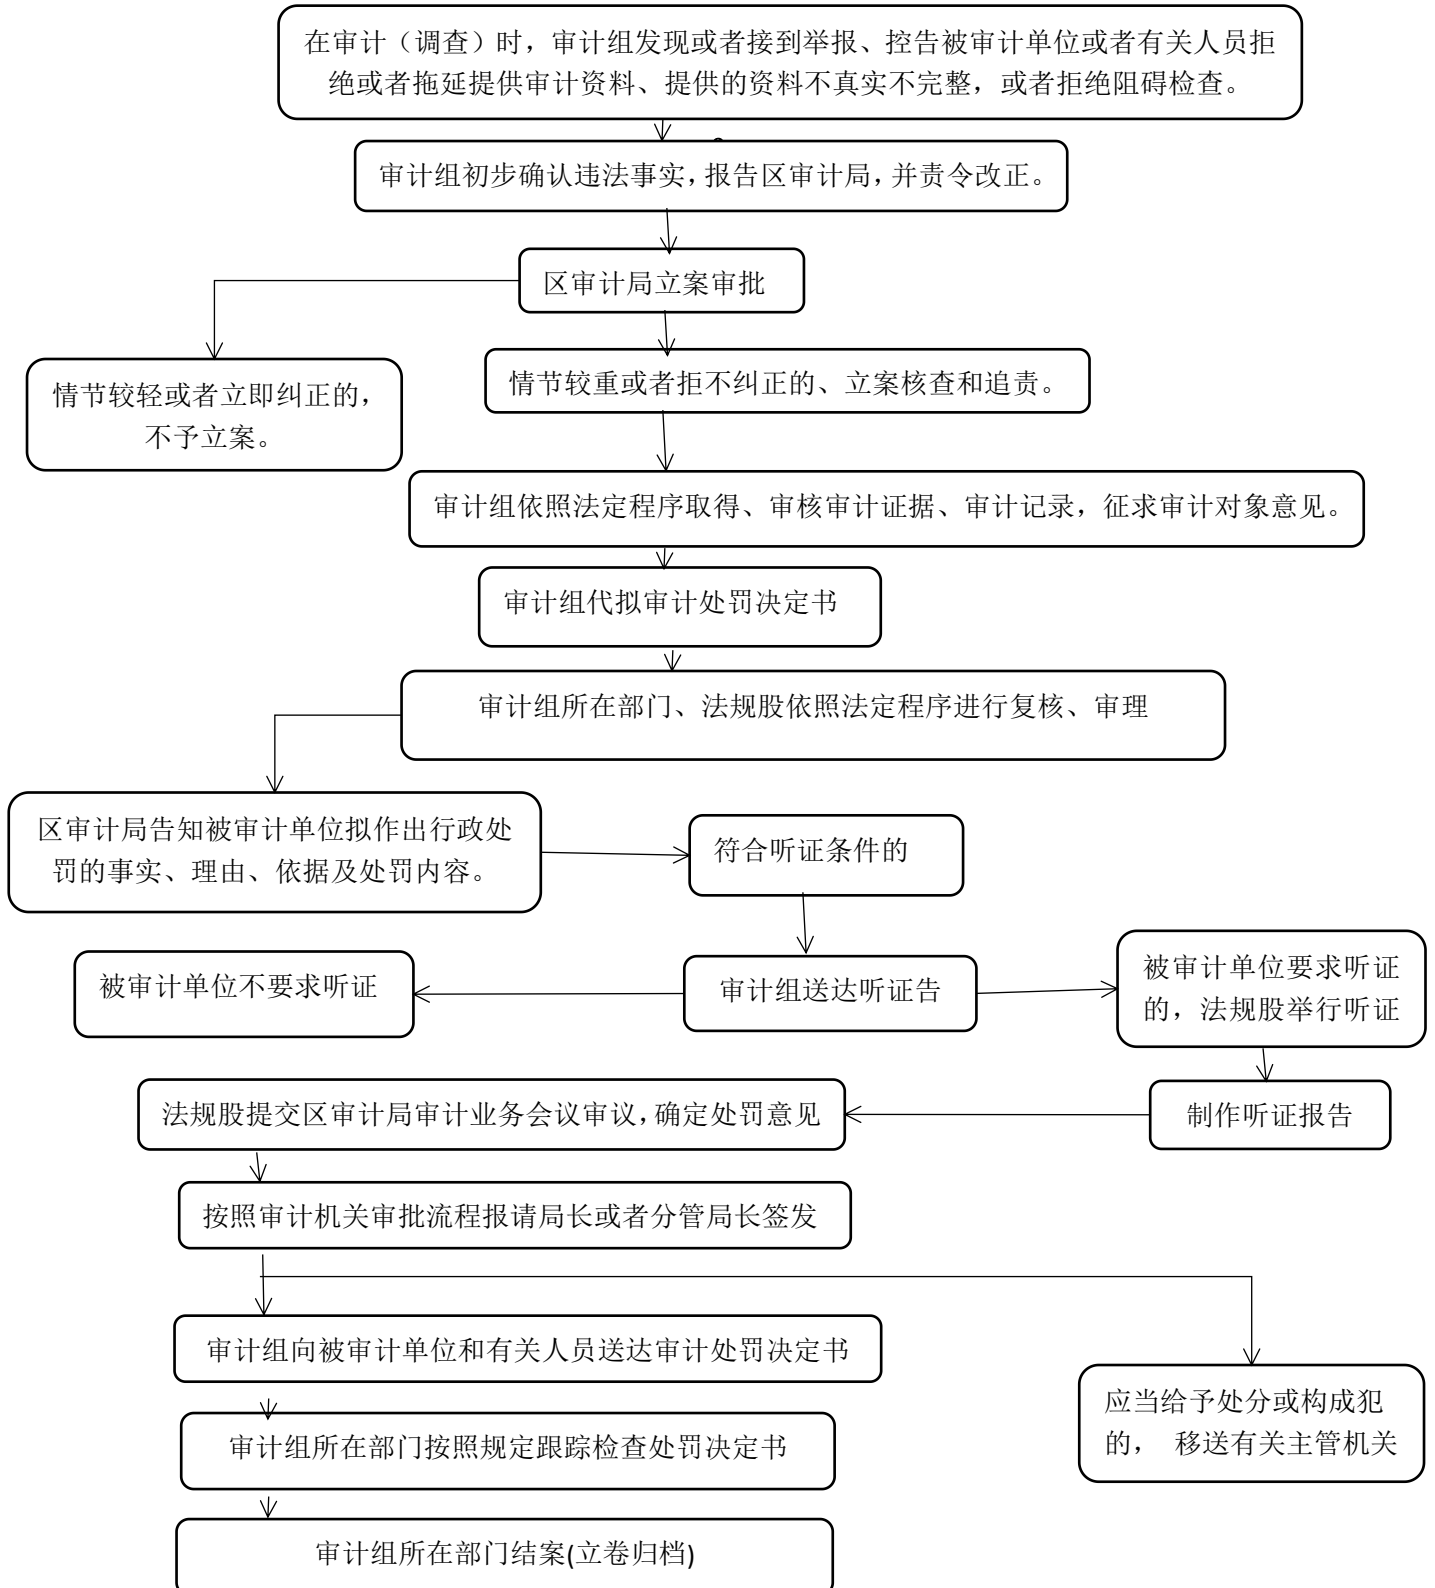 在审计（调查）时，审计组发现或者接到举报、控告被审计单位或者有关人员拒
绝或者拖延提供审计资料、提供的资料不真实不完整，或者拒绝阻碍检查。
审计组初步确认违法事实,报告区审计局,并责令改正。
区审计局立案审批
情节较轻或者立即纠正的，
不予立案。
情节较重或者拒不纠正的、立案核查和追责。
审计组依照法定程序取得、审核审计证据、审计记录，征求审计对象意见。
审计组代拟审计处罚决定书
审计组所在部门、法规股依照法定程序进行复核、审理
区审计局告知被审计单位拟作出行政处
罚的事实、理由、依据及处罚内容。
符合听证条件的
被审计单位不要求听证
审计组送达听证告
被审计单位要求听证
的，法规股举行听证
法规股提交区审计局审计业务会议审议,确定处罚意见
制作听证报告
按照审计机关审批流程报请局长或者分管局长签发
审计组向被审计单位和有关人员送达审计处罚决定书
应当给予处分或构成犯
的， 移送有关主管机关
审计组所在部门按照规定跟踪检查处罚决定书
审计组所在部门结案(立卷归档)